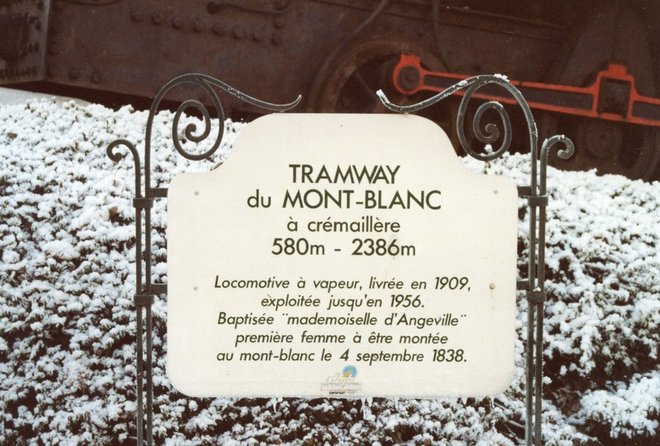 TRAMWAY
du MONT-BLANC
à crémaillère
580m - 2386m
Locomotive à vapeur, livrée en 1909,
exploitée jusqu'en 1956.
Baptisée "mademoiselle d'Angeville"
première femme à être montée
au mont-blanc le 4 septembre 1838.